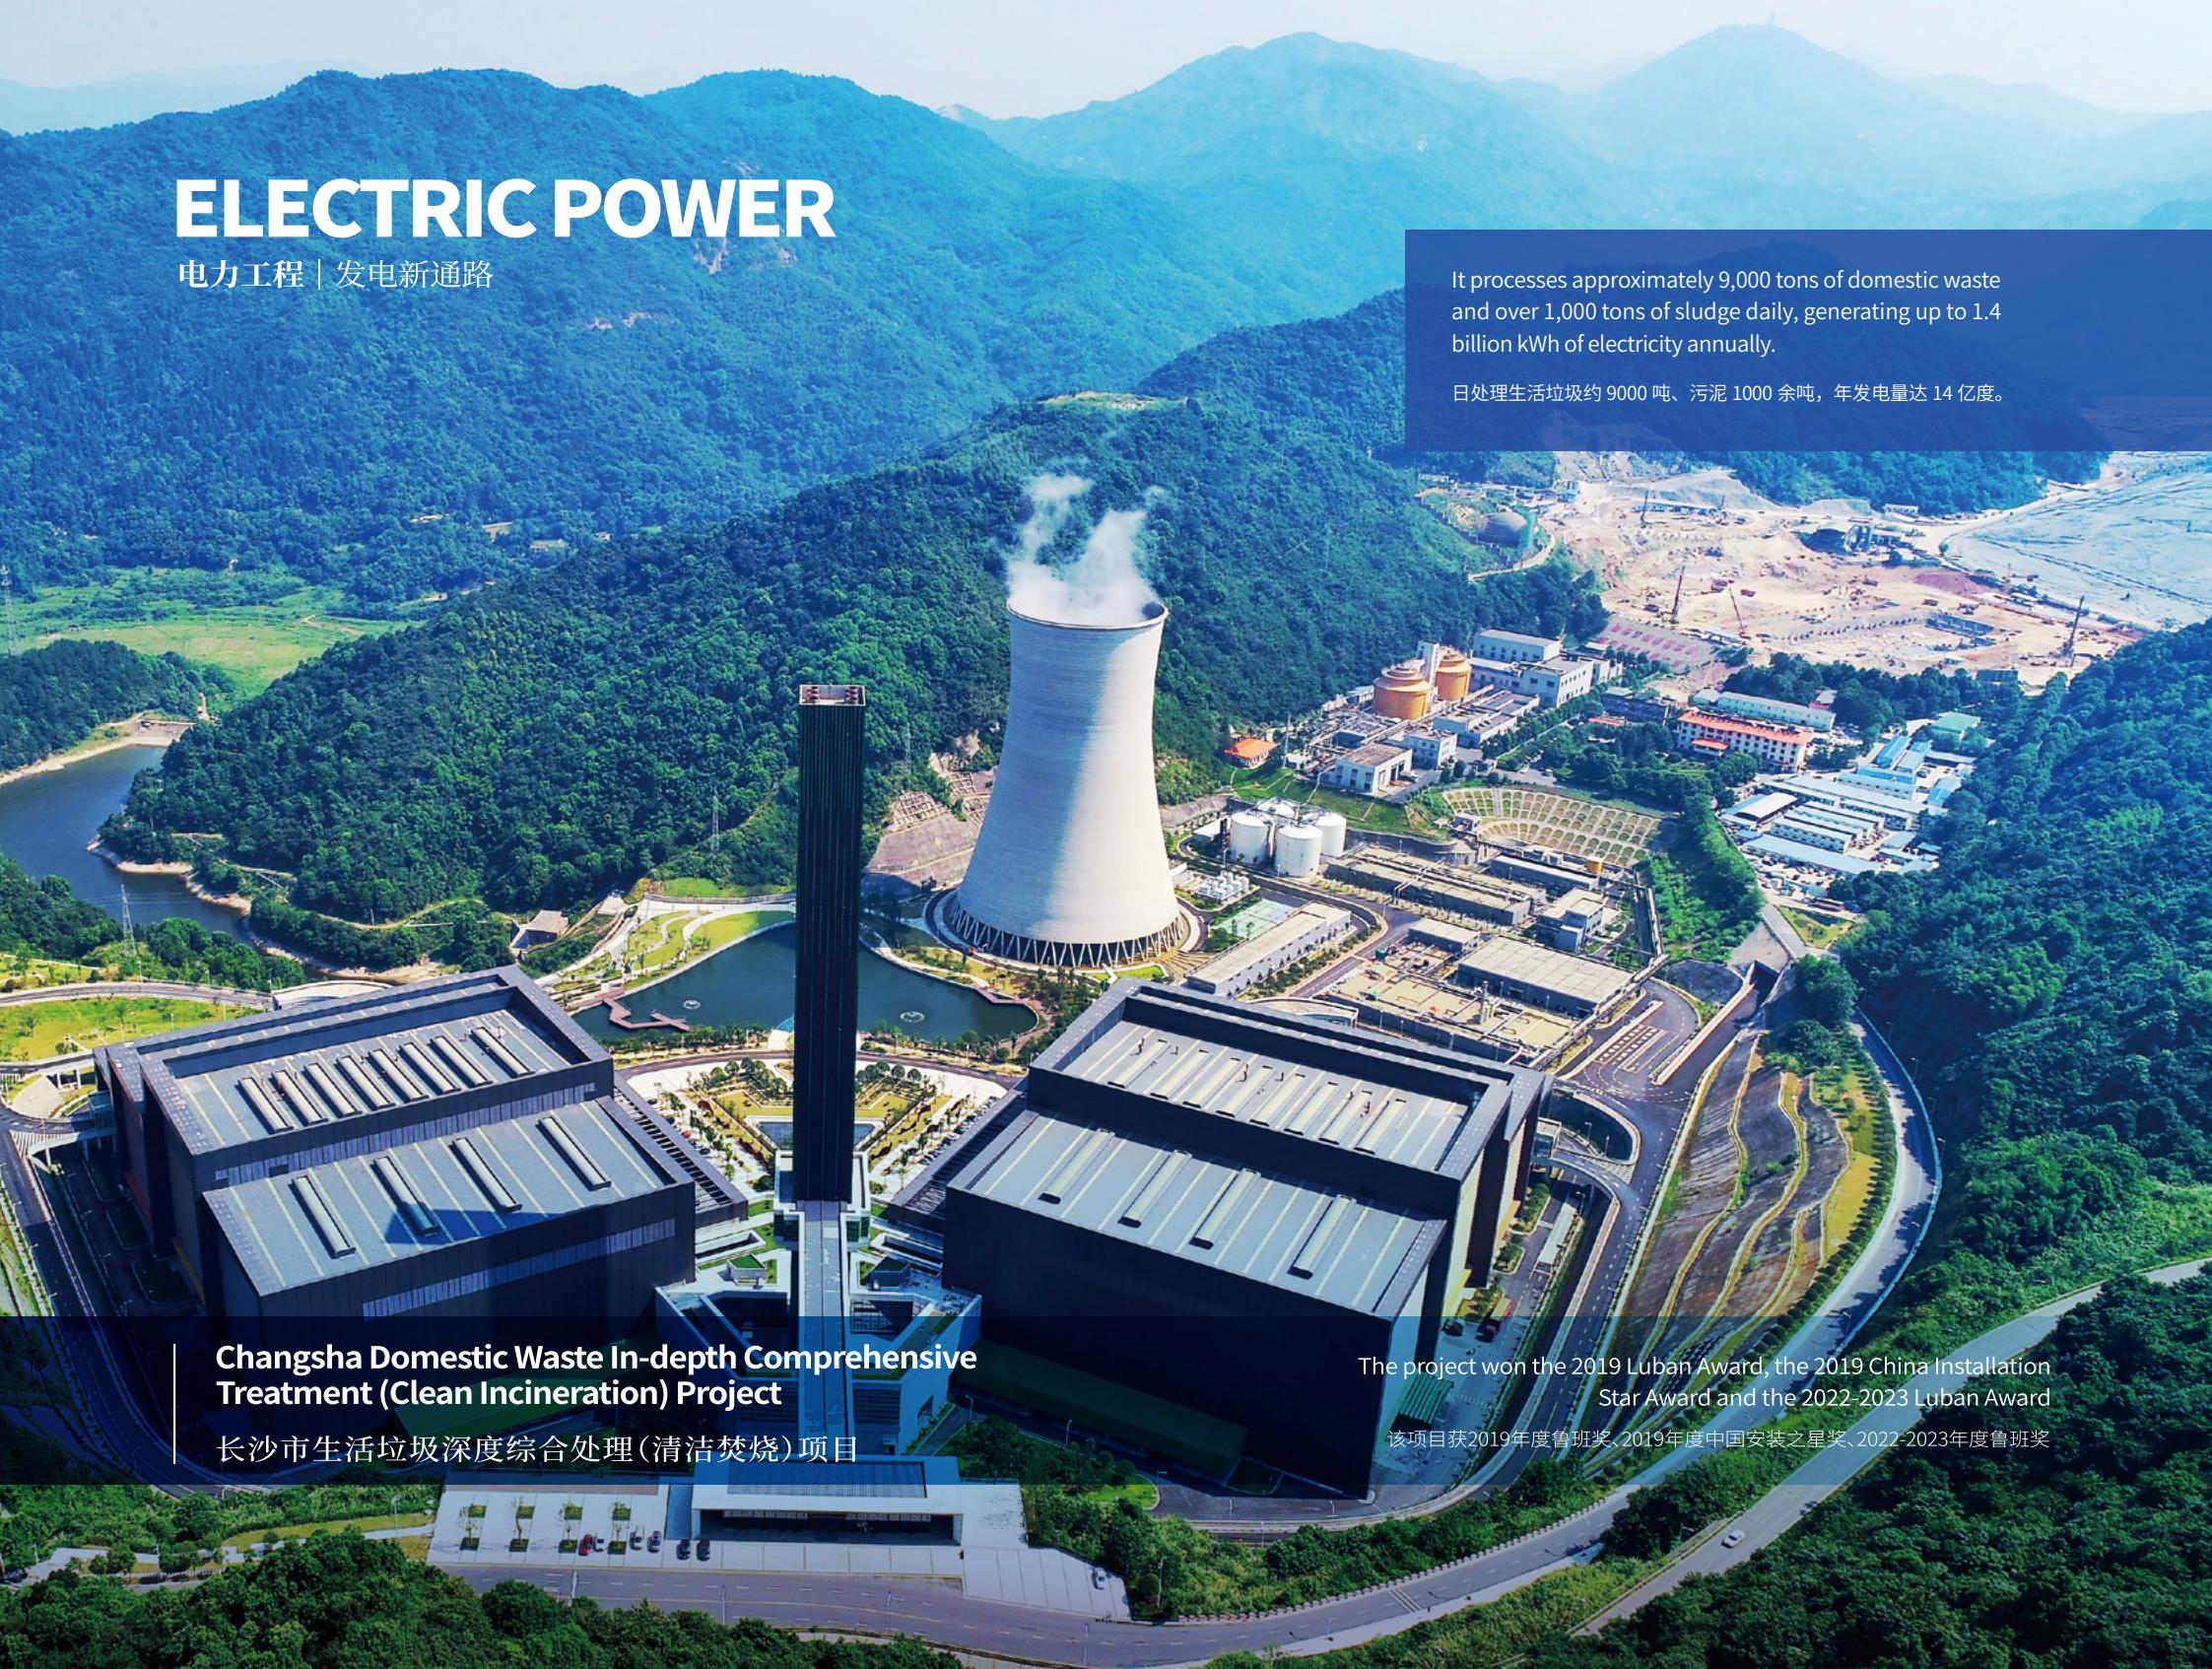 ELECTRIC POWER
电力工程｜发电新通路
It processes approximately 9,000 tons of domestic waste
and over 1,000 tons of sludge daily, generating up to 1.4
billion kWh of electricity annually.
日处理生活垃圾约 9000 吨、污泥 1000 余吨，年发电量达 14 亿度。
Changsha Domestic Waste In-depth Comprehensive
Treatment (Clean Incineration) Project
长沙市生活垃圾深度综合处理（清洁焚烧）项目
The project won the 2019 Luban Award, the 2019 China Installation
Star Award and the 2022-2023 Luban Award
该项目获2019年度鲁班奖、2019年度中国安装之星奖、2022-2023年度鲁班奖